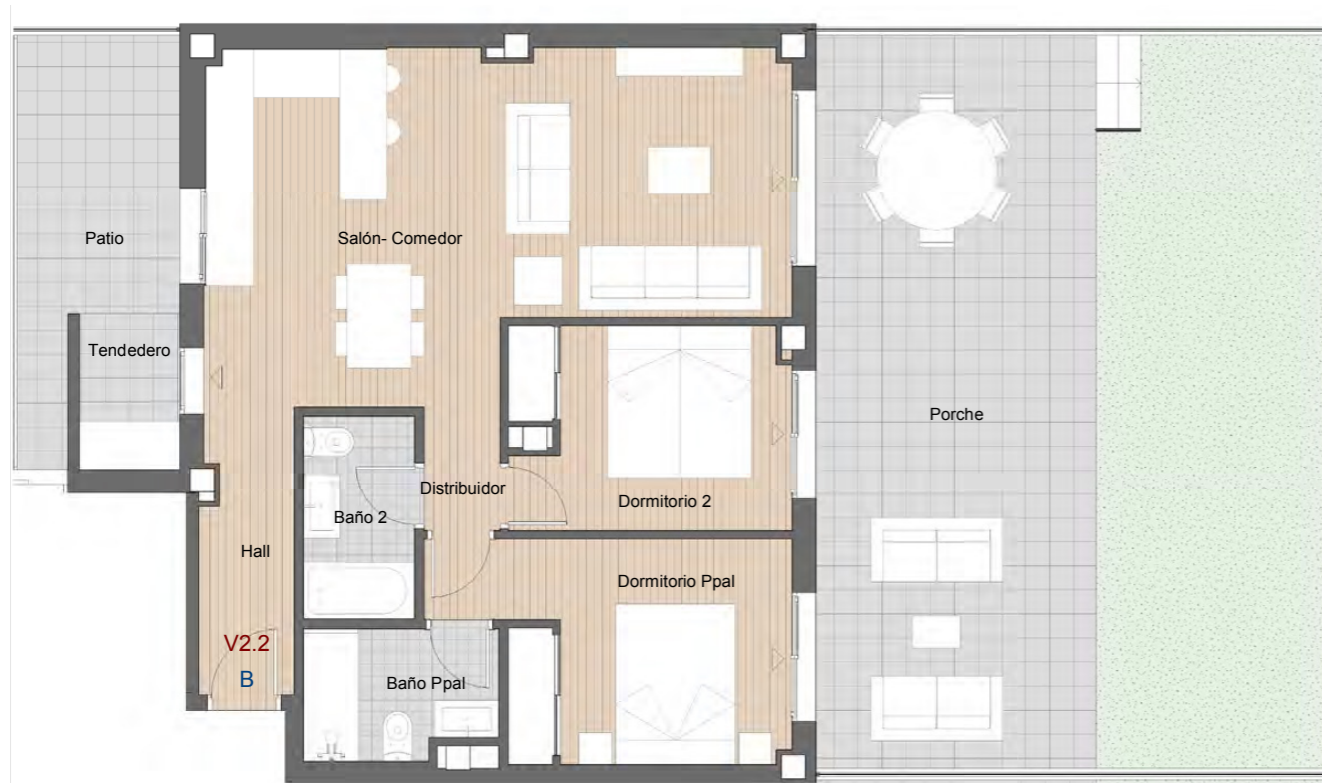 Patio
Salón- Comedor
Tendedero
Porche
Distribuidor
Dormitorio 2
Baño 2
Hall
Dormitorio Ppal
V2.2
B
Baño Ppal